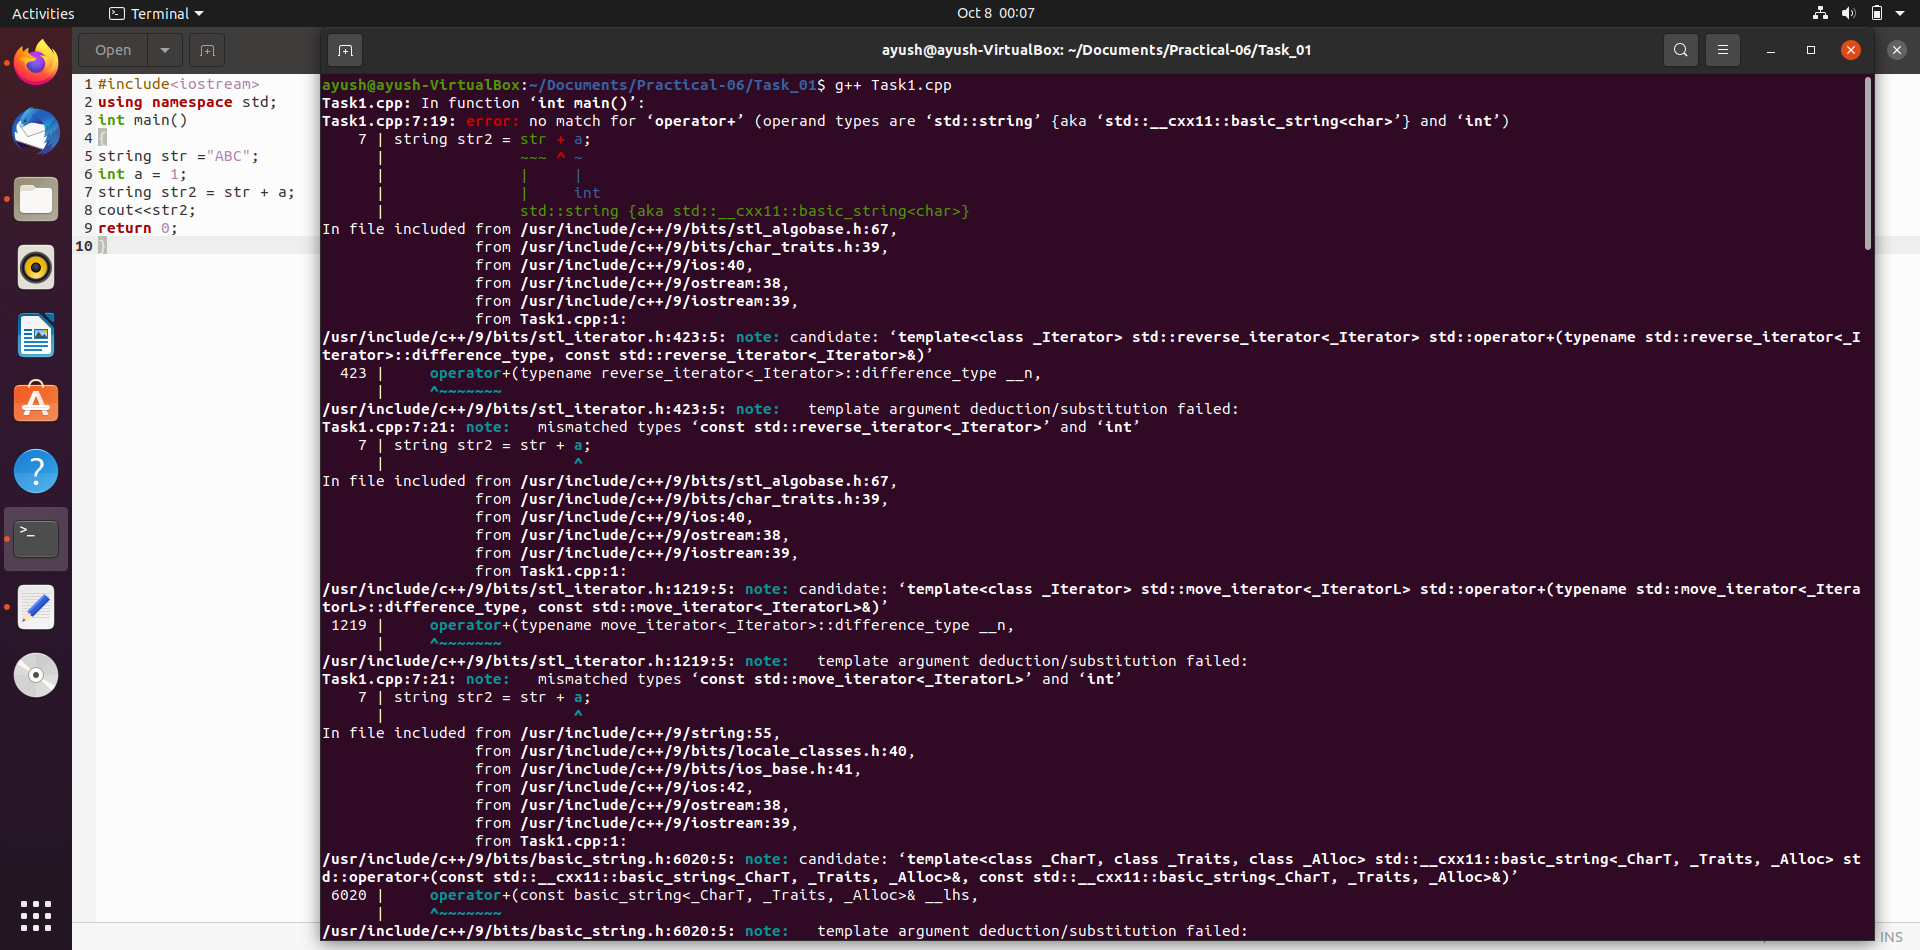 Activities
Terminal
Oct 8 00:07
Open
ayush@ayush-VirtualBox: ~/Documents/Practical-06/Task_01
1 #include<iostream>
2 using namespace std;
3 int main()
4 {
5 string str ="ABC";
6 int a = 1;
7 string str2 = str + a;
8 cout<<str2;
9 return 0;
10 }
ayush@ayush-VirtualBox:~/Documents/Practical-06/Task_01$ g++ Task1.cpp
Task1.cpp: In function ‘int main()’:
Task1.cpp:7:19: error: no match for ‘operator+’ (operand types are ‘std::string’ {aka ‘std::__cxx11::basic_string<char>’} and ‘int’)
    7 | string str2 = str + a;
      |               ~~~ ^ ~
      |               |     |
      |               |     int
      |               std::string {aka std::__cxx11::basic_string<char>}
In file included from /usr/include/c++/9/bits/stl_algobase.h:67,
                 from /usr/include/c++/9/bits/char_traits.h:39,
                 from /usr/include/c++/9/ios:40,
                 from /usr/include/c++/9/ostream:38,
                 from /usr/include/c++/9/iostream:39,
                 from Task1.cpp:1:
/usr/include/c++/9/bits/stl_iterator.h:423:5: note: candidate: ‘template<class _Iterator> std::reverse_iterator<_Iterator> std::operator+(typename std::reverse_iterator<_I
terator>::difference_type, const std::reverse_iterator<_Iterator>&)’
  423 |     operator+(typename reverse_iterator<_Iterator>::difference_type __n,
      |     ^~~~~~~~
/usr/include/c++/9/bits/stl_iterator.h:423:5: note:   template argument deduction/substitution failed:
Task1.cpp:7:21: note:   mismatched types ‘const std::reverse_iterator<_Iterator>’ and ‘int’
    7 | string str2 = str + a;
      |                     ^
In file included from /usr/include/c++/9/bits/stl_algobase.h:67,
                 from /usr/include/c++/9/bits/char_traits.h:39,
                 from /usr/include/c++/9/ios:40,
                 from /usr/include/c++/9/ostream:38,
                 from /usr/include/c++/9/iostream:39,
                 from Task1.cpp:1:
/usr/include/c++/9/bits/stl_iterator.h:1219:5: note: candidate: ‘template<class _Iterator> std::move_iterator<_IteratorL> std::operator+(typename std::move_iterator<_Itera
torL>::difference_type, const std::move_iterator<_IteratorL>&)’
 1219 |     operator+(typename move_iterator<_Iterator>::difference_type __n,
      |     ^~~~~~~~
/usr/include/c++/9/bits/stl_iterator.h:1219:5: note:   template argument deduction/substitution failed:
Task1.cpp:7:21: note:   mismatched types ‘const std::move_iterator<_IteratorL>’ and ‘int’
    7 | string str2 = str + a;
      |                     ^
In file included from /usr/include/c++/9/string:55,
                 from /usr/include/c++/9/bits/locale_classes.h:40,
                 from /usr/include/c++/9/bits/ios_base.h:41,
                 from /usr/include/c++/9/ios:42,
                 from /usr/include/c++/9/ostream:38,
                 from /usr/include/c++/9/iostream:39,
                 from Task1.cpp:1:
/usr/include/c++/9/bits/basic_string.h:6020:5: note: candidate: ‘template<class _CharT, class _Traits, class _Alloc> std::__cxx11::basic_string<_CharT, _Traits, _Alloc> st
d::operator+(const std::__cxx11::basic_string<_CharT, _Traits, _Alloc>&, const std::__cxx11::basic_string<_CharT, _Traits, _Alloc>&)’
 6020 |     operator+(const basic_string<_CharT, _Traits, _Alloc>& __lhs,
      |     ^~~~~~~~
/usr/include/c++/9/bits/basic_string.h:6020:5: note:   template argument deduction/substitution failed:
INS